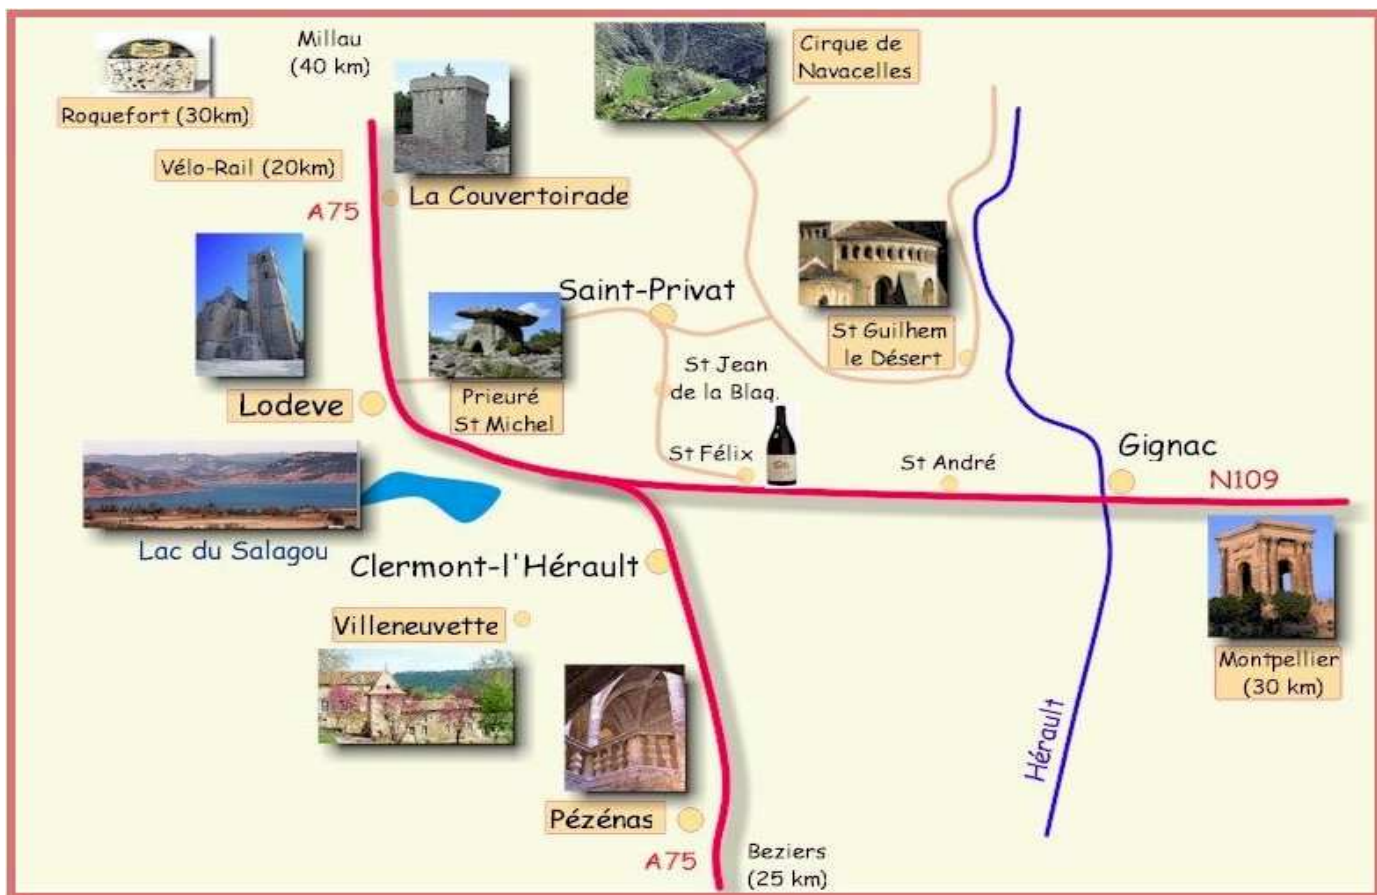 Millau
(40 km)
Roquefort (30km)
Vélo-Rail (20km)
A75
La Couvertoirade
Cirque de
Navacelles
Saint-Privat
St Guilhem
le Désert
St Jean
de la Blaq.
Lodeve
Prieuré
St Michel
St Félix
St André
Gignac
N109
Lac du Salagou
Clermont-l'Hérault
Villeneuvette
Montpellier
(30 km)
Hérault
Pézénas
A75
Beziers
(25 km)